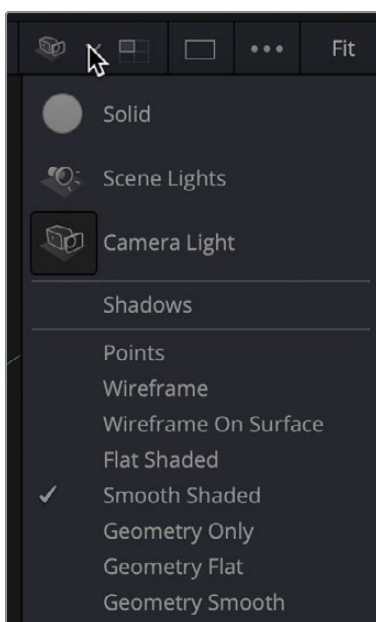 Fit
Solid
Scene Lights
Camera Light
Shadows
Points
Wireframe
Wireframe On Surface
Flat Shaded
Smooth Shaded
Geometry Only
Geometry Flat
Geometry Smooth